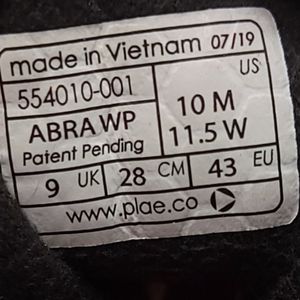 made in Vietnam 07/19
554010-001 US
ABRA WP 10 M
Patent Pending 11.5 W
9 UK 28 CM 43 EU
www.plae.co